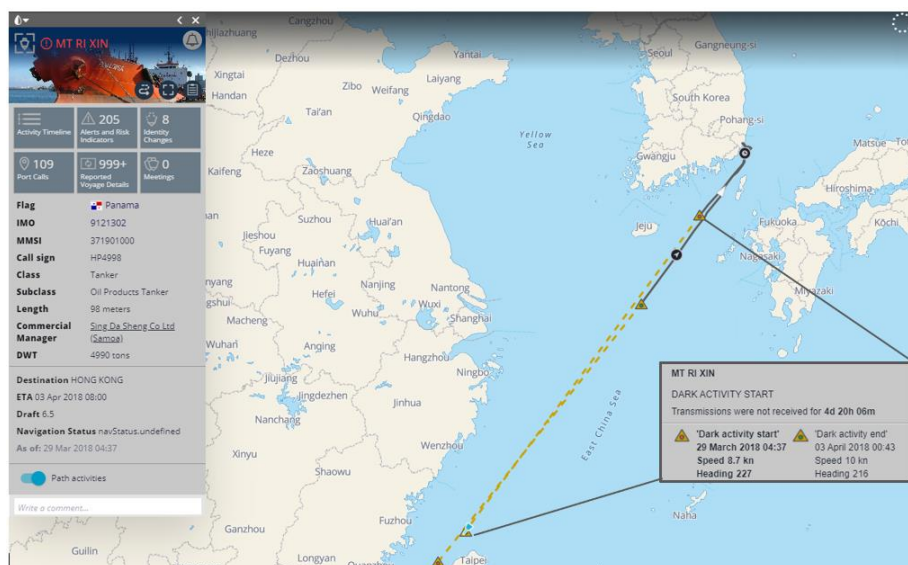 MT RI XIN
Activity Timeline
205
Alerts and Risk
Indicators
8
Identity
Changes
109
Port Calls
999+
Reported
Voyage Details
0
Meetings
Flag Panama
IMO 9121302
MMSI 371901000
Call sign HP4998
Class Tanker
Subclass Oil Products Tanker
Length 98 meters
Commercial Sing Da Sheng Co Ltd
Manager (Samoa)
DWT 4990 tons
Destination HONG KONG
ETA 03 Apr 2018 08:00
Draft 6.5
Navigation Status navStatus.undefined
As of: 29 Mar 2018 04:37
Path activities
Write a comment...
Cangzhou
Dezhou
Yantai
Xingtai
Zibo
Weifang
Laiyang
Handan
Tai'an
Qingdao
Heze
Kaifeng
Zaoshuang
Yellow
Sea
Seoul
Gangneung-si
South Korea
Pohang-si
Gwangju
Matsue
Hiroshima
Fukuoka
Kōchi
Jeju
Nagasaki
Miyazaki
Suzhou
Huai'an
Jieshou
Fuyang
Huainan
Nanjing
Nantong
Hefei
Wuxi
Wuhu
Shanghai
Macheng
Wuhan
Anqing
Hangzhou
Ningbo
Jiujiang
Jingdezhen
Jinhua
Nanchang
Wenzhou
Xinyu
Shaowu
Fuzhou
Ganzhou
Guilin
Longyan
Taipei
East China Sea
Naha
MT RI XIN
DARK ACTIVITY START
Transmissions were not received for 4d 20h 06m
'Dark activity start'
29 March 2018 04:37
Speed 8.7 kn
Heading 227
'Dark activity end'
03 April 2018 00:43
Speed 10 kn
Heading 216